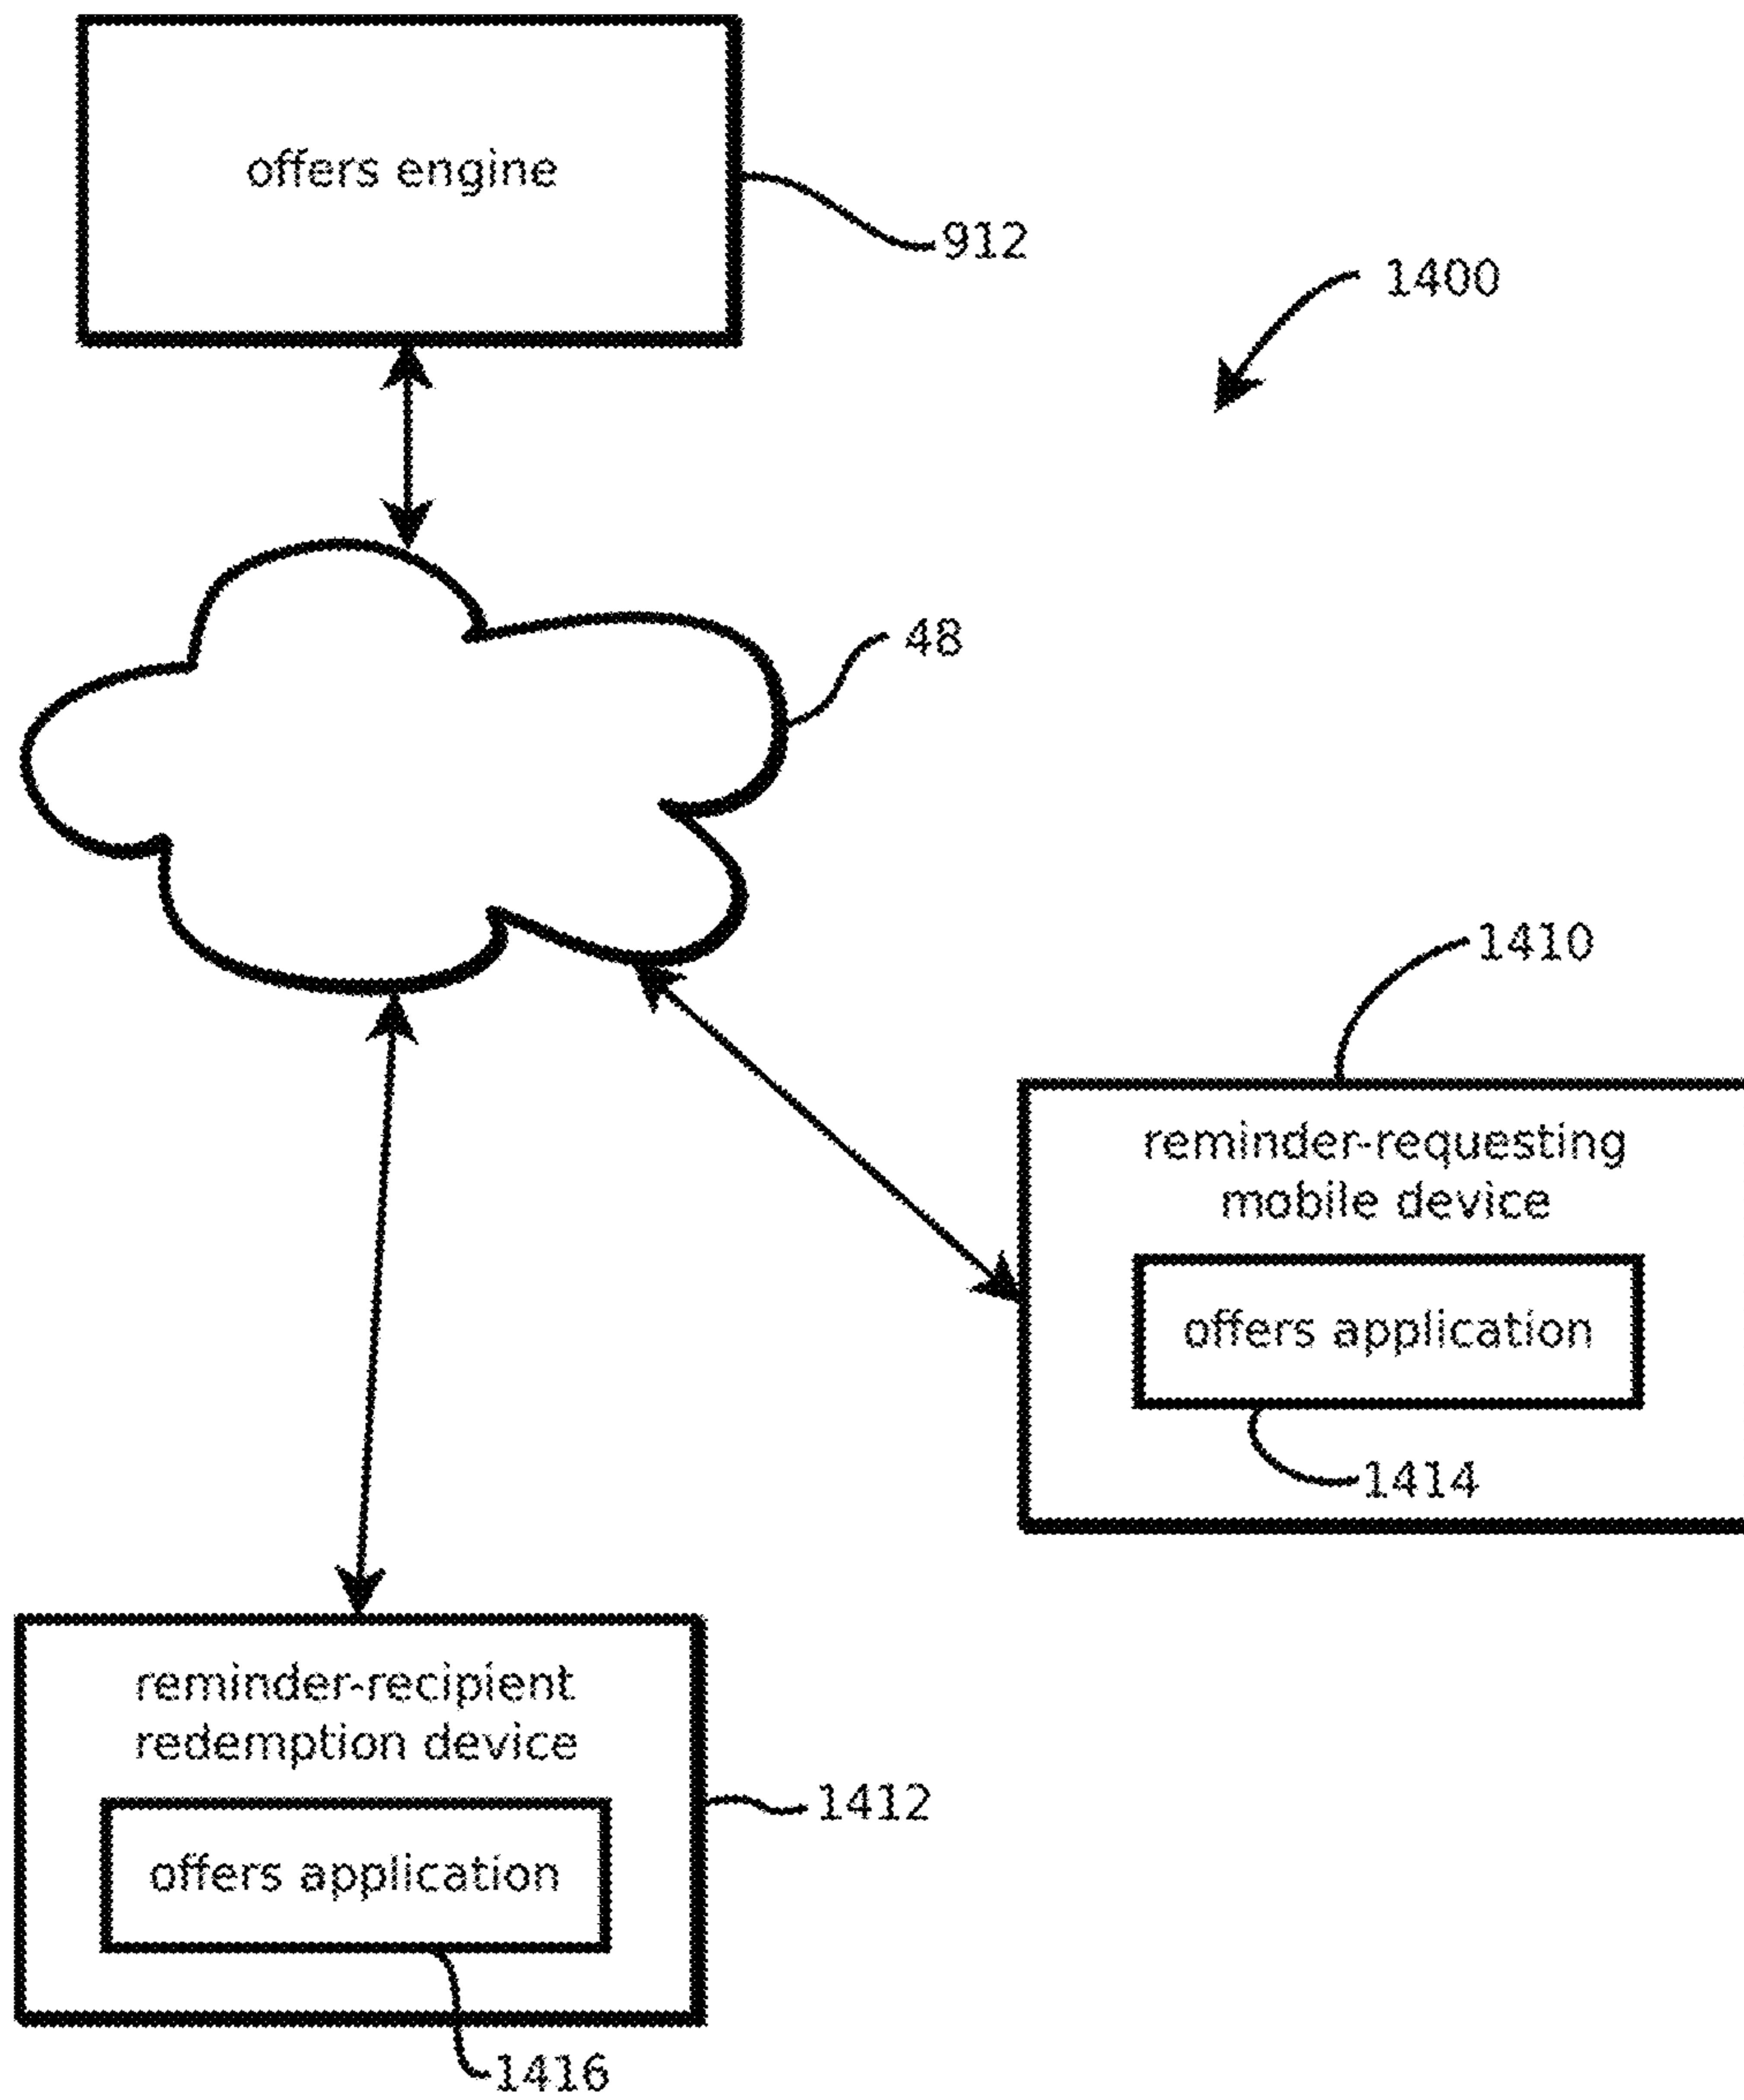 offers engine
912
1400
48
1410
reminder-requesting
mobile device
offers application
1414
reminder-recipient
redemption device
1412
offers application
1416